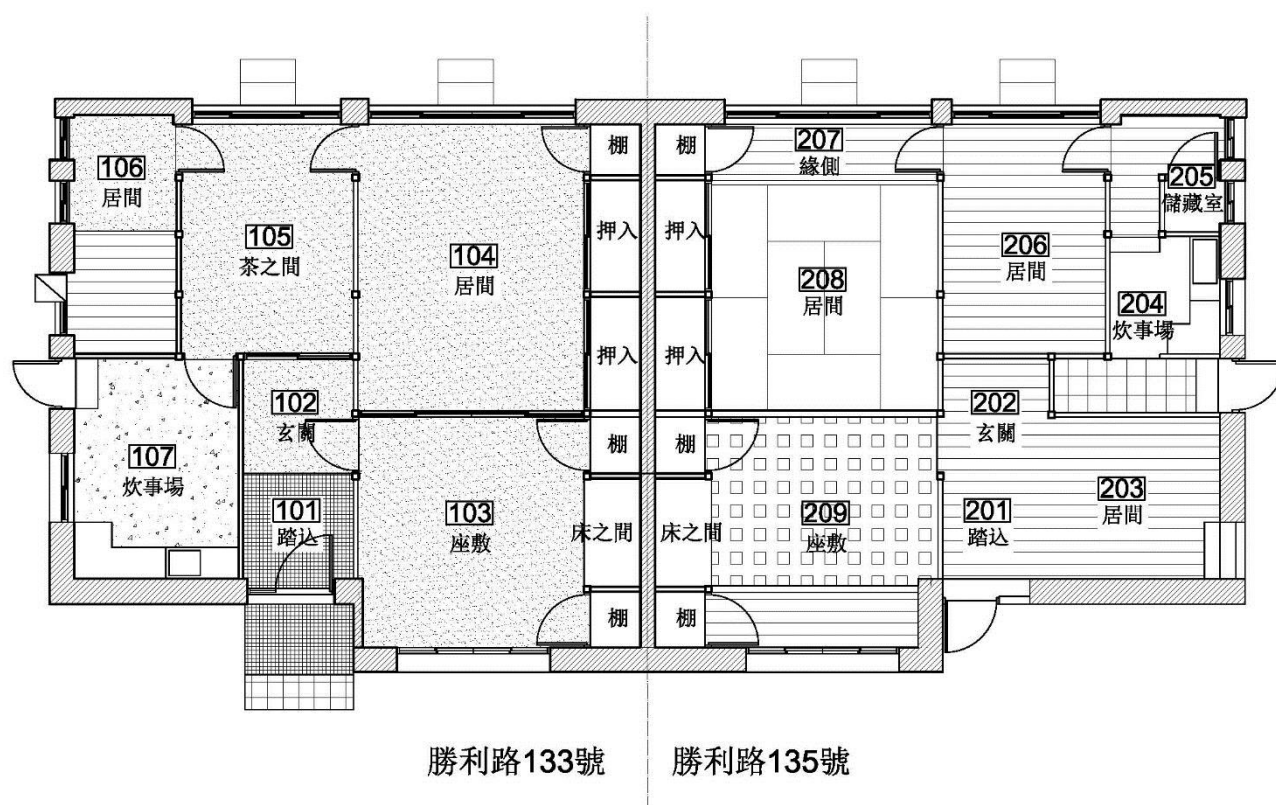 棚
棚
207
緣側
106
居間
205
儲藏室
105
茶之間
104
居間
押入
押入
208
居間
206
居間
204
炊事場
押入
押入
102
玄關
202
玄關
棚
棚
107
炊事場
101
踏込
103
座敷
床之間
床之間
209
座敷
201
踏込
203
居間
棚
棚
勝利路133號
勝利路135號